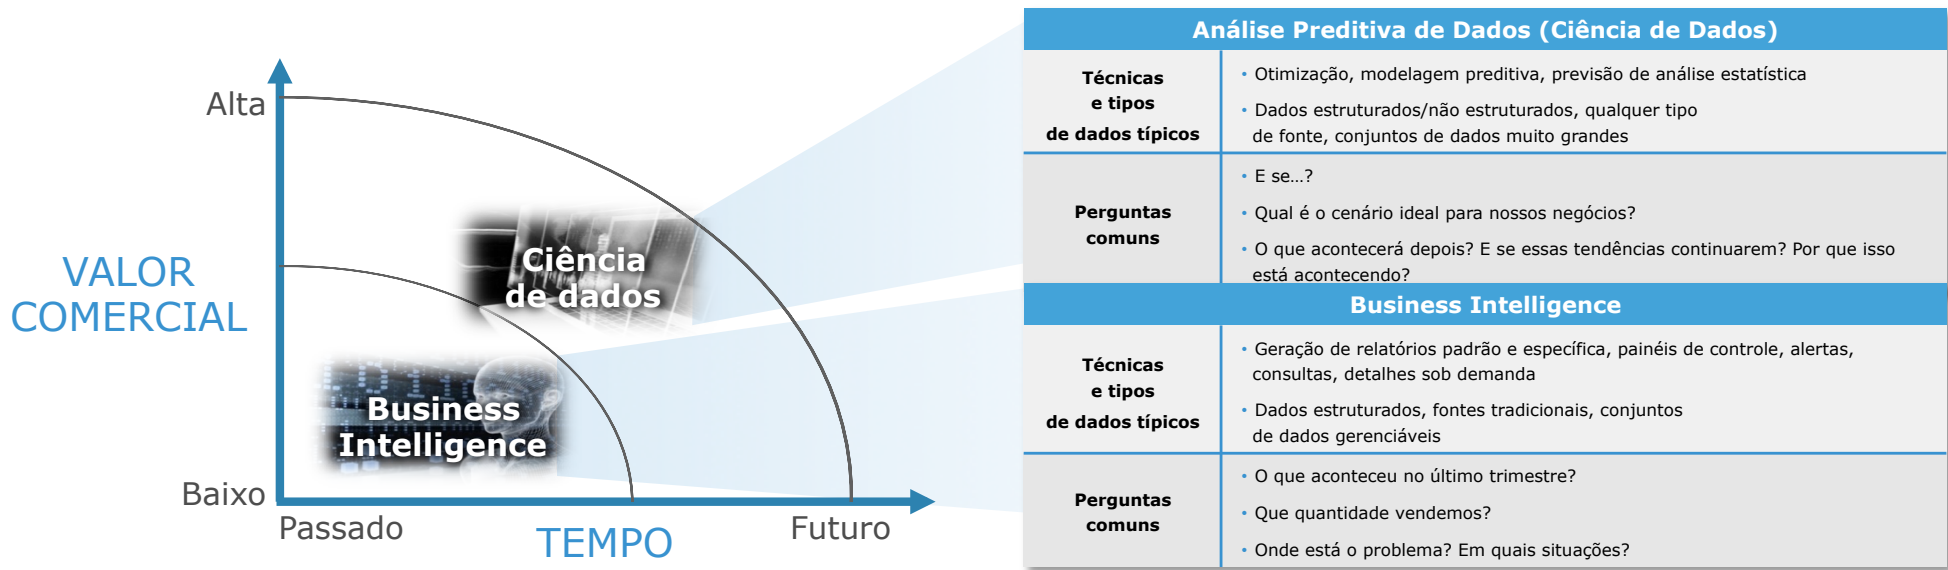 Alta
VALOR
COMERCIAL
Baixo
Passado
TEMPO
Futuro
Ciência
de dados
Business
Intelligence
Análise Preditiva de Dados (Ciência de Dados)
Técnicas
e tipos
de dados típicos
• Otimização, modelagem preditiva, previsão de análise estatística
• Dados estruturados/não estruturados, qualquer tipo
de fonte, conjuntos de dados muito grandes
Perguntas
comuns
• E se…?
• Qual é o cenário ideal para nossos negócios?
• O que acontecerá depois? E se essas tendências continuarem? Por que isso
está acontecendo?
Business Intelligence
Técnicas
e tipos
de dados típicos
• Geração de relatórios padrão e específica, painéis de controle, alertas,
consultas, detalhes sob demanda
• Dados estruturados, fontes tradicionais, conjuntos
de dados gerenciáveis
Perguntas
comuns
• O que aconteceu no último trimestre?
• Que quantidade vendemos?
• Onde está o problema? Em quais situações?